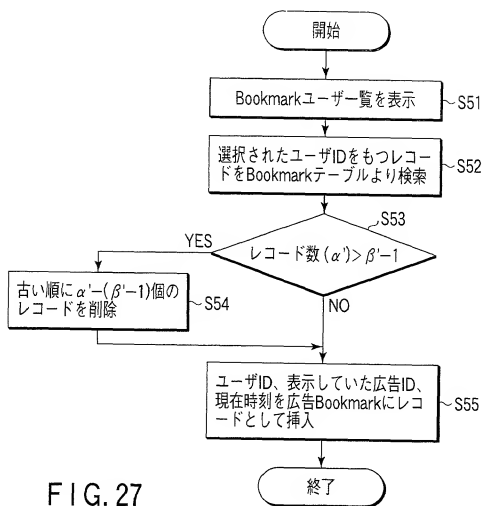 開始
Bookmarkユーザ一覧を表示
S51
選択されたユーザIDをもつレコー
ドをBookmarkテーブルより検索
S52
S53
レコード数(α')>β'-1
YES
NO
古い順にα'-(β'-1)個の
レコードを削除
S54
ユーザID、表示していた広告ID、
現在時刻を広告Bookmarkにレコ
ードとして挿入
S55
終了
FIG.27